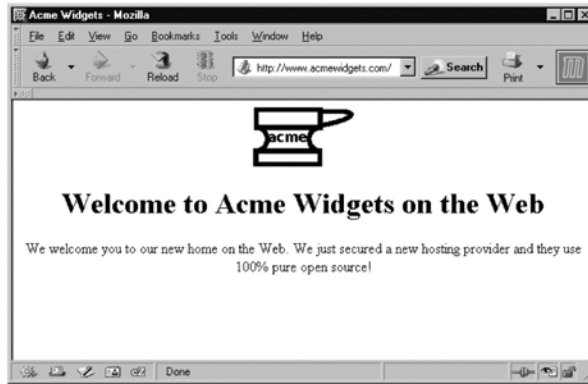 Acme Widgets - Mozilla
File Edit View Go Bookmarks Tools Window Help
Back Forward Reload Stop http://www.acmewidgets.com/ Search Print
acme
Welcome to Acme Widgets on the Web
We welcome you to our new home on the Web. We just secured a new hosting provider and they use
100% pure open source!
Done